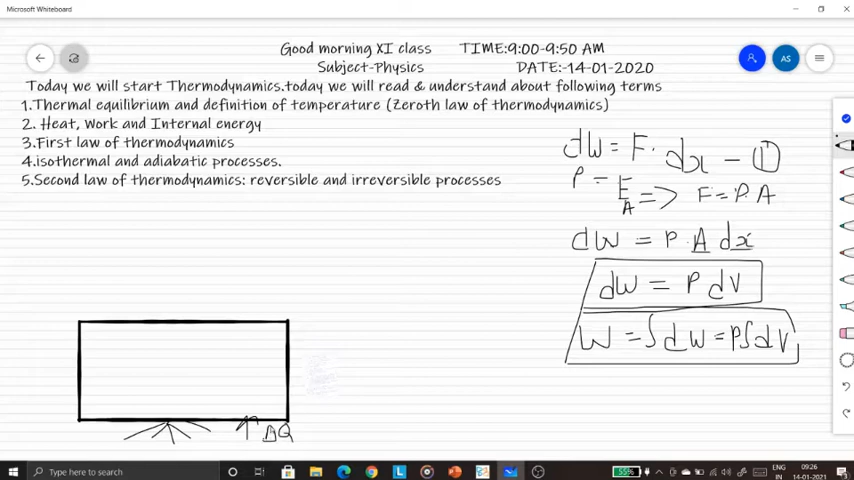 Microsoft Whiteboard
Good morning XI class TIME:9:00-9:50 AM
Subject-Physics DATE:-14-01-2020
AS
Today we will start Thermodynamics.today we will read & understand about following terms
1.Thermal equilibrium and definition of temperature (Zeroth law of thermodynamics)
2. Heat, Work and Internal energy
3.First law of thermodynamics
4.isothermal and adiabatic processes.
5.Second law of thermodynamics: reversible and irreversible processes
dW = F. dx - ①
P = F/A => F = P. A
dW = P. A dx
dW = P dV
W = ∫dW = P∫dV
ΔQ
Type here to search
55%
ENG 09:26
IN 14-01-2021